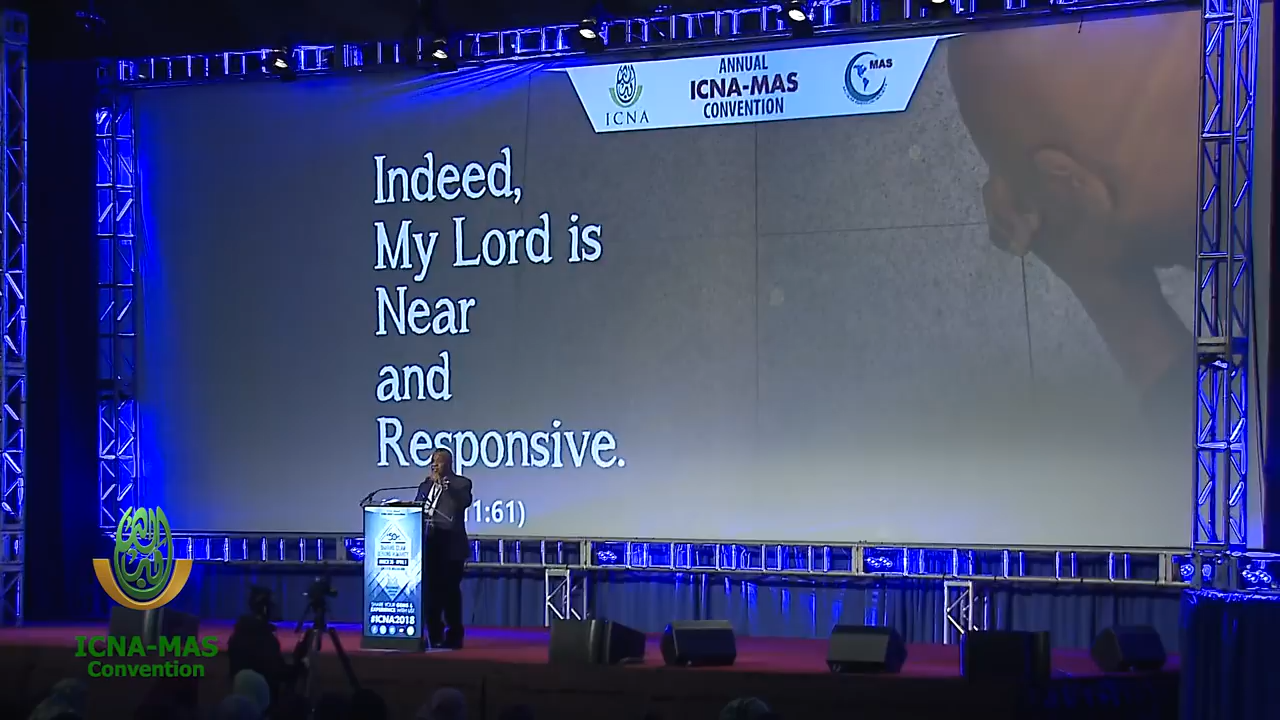 ICNA
ANNUAL
ICNA-MAS
CONVENTION
MAS
Indeed,
My Lord is
Near
and
Responsive.
1:61)
#ICNA2018
ICNA-MAS
Convention